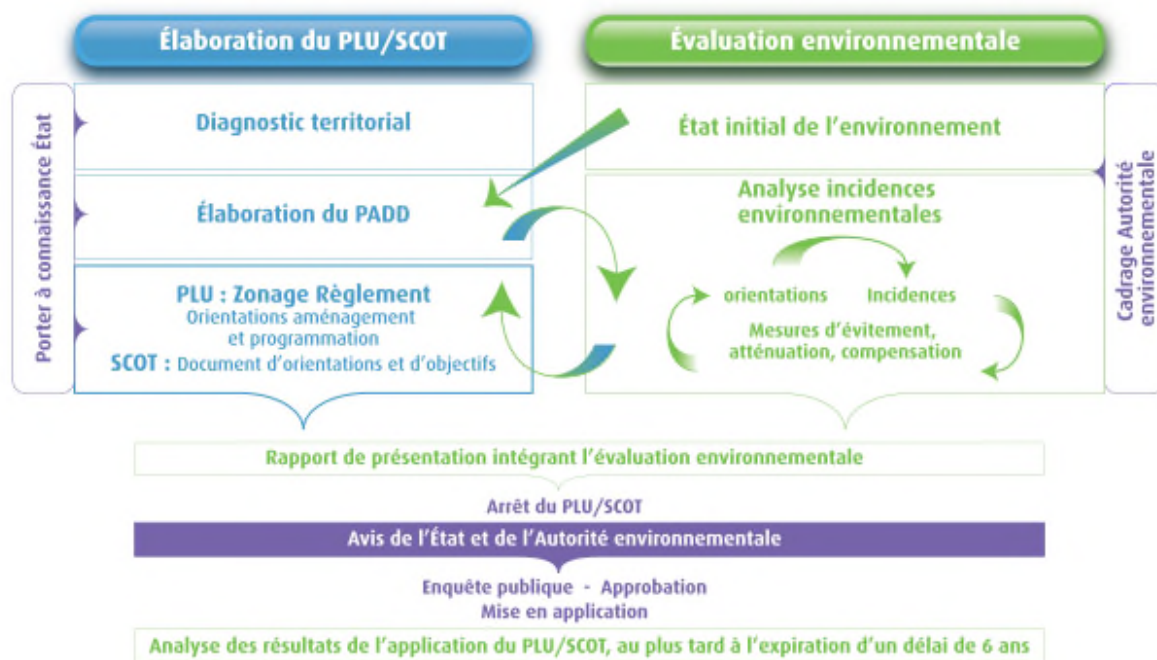 Élaboration du PLU/SCOT
Évaluation environnementale
Porter à connaissance État
Diagnostic territorial
État initial de l'environnement
Cadrage Autorité
environnementale
Élaboration du PADD
Analyse incidences
environnementales
PLU : Zonage Règlement
Orientations aménagement
et programmation
SCOT : Document d'orientations et d'objectifs
orientations
Incidences
Mesures d'évitement,
atténuation, compensation
Rapport de présentation intégrant l'évaluation environnementale
Arrêt du PLU/SCOT
Avis de l'État et de l'Autorité environnementale
Enquête publique - Approbation
Mise en application
Analyse des résultats de l'application du PLU/SCOT, au plus tard à l'expiration d'un délai de 6 ans